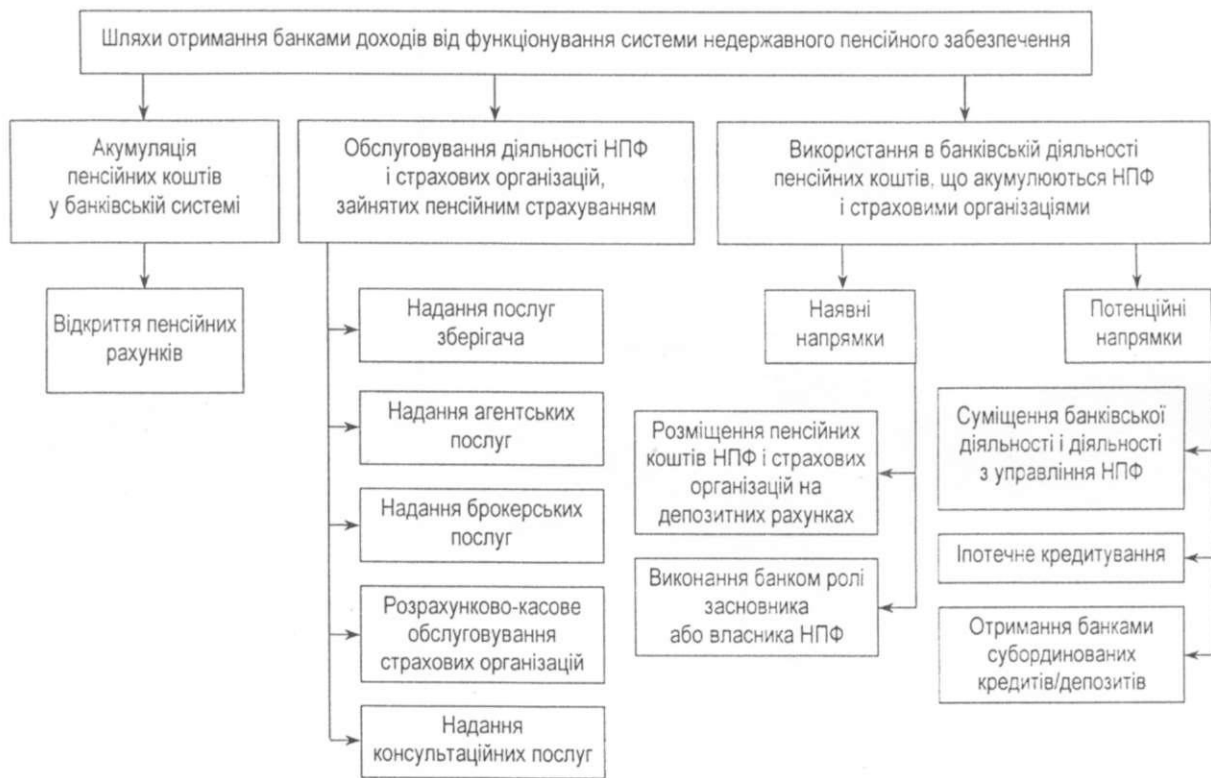 Шляхи отримання банками доходів від функціонування системи недержавного пенсійного забезпечення
Акумуляція
пенсійних коштів
у банківській системі
Відкриття пенсійних
рахунків
Обслуговування діяльності НПФ
і страхових організацій,
зайнятих пенсійним страхуванням
Надання послуг
зберігача
Надання агентських
послуг
Надання брокерських
послуг
Розрахунково-касове
обслуговування
страхових організацій
Надання
консультаційних послуг
Використання в банківській діяльності
пенсійних коштів, що акумулюються НПФ
і страховими організаціями
Наявні
напрямки
Розміщення пенсійних
коштів НПФ і страхових
організацій на
депозитних рахунках
Виконання банком ролі
засновника
або власника НПФ
Потенційні
напрямки
Суміщення банківської
діяльності і діяльності
з управління НПФ
Іпотечне кредитування
Отримання банками
субординованих
кредитів/депозитів